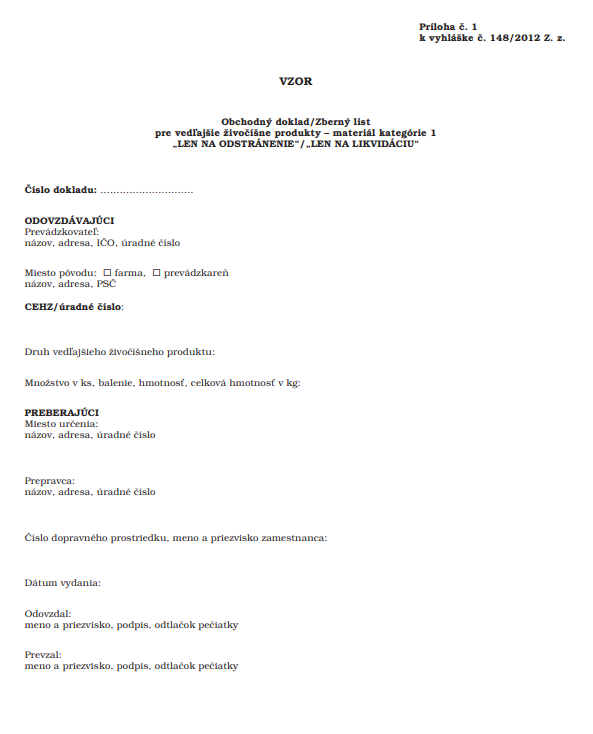 Príloha č. 1
k vyhláške č. 148/2012 Z. z.
VZOR
Obchodný doklad/Zberný list
pre vedľajšie živočíšne produkty – materiál kategórie 1
„LEN NA ODSTRÁNENIE“/„LEN NA LIKVIDÁCIU“
Číslo dokladu: .............................
ODOVZDÁVAJÚCI
Prevádzkovateľ:
názov, adresa, IČO, úradné číslo
Miesto pôvodu: ☐ farma, ☐ prevádzkareň
názov, adresa, PSČ
CEHZ/úradné číslo:
Druh vedľajšieho živočíšneho produktu:
Množstvo v ks, balenie, hmotnosť, celková hmotnosť v kg:
PREBERAJÚCI
Miesto určenia:
názov, adresa, úradné číslo
Prepravca:
názov, adresa, úradné číslo
Číslo dopravného prostriedku, meno a priezvisko zamestnanca:
Dátum vydania:
Odovzdal:
meno a priezvisko, podpis, odtlačok pečiatky
Prevzal:
meno a priezvisko, podpis, odtlačok pečiatky